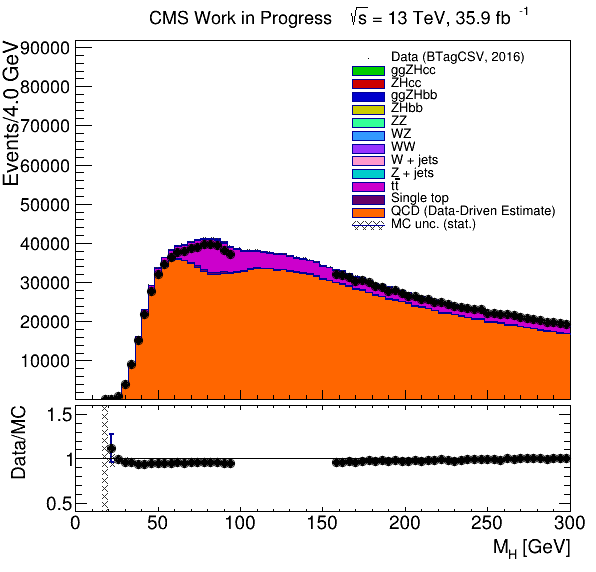 CMS Work in Progress √s = 13 TeV, 35.9 fb -1
Events/4.0 GeV
90000
80000
70000
60000
50000
40000
30000
20000
10000
Data (BTagCSV, 2016)
ggZHcc
ZHcc
ggZHbb
ZHbb
ZZ
WZ
WW
W + jets
Z + jets
tt̅
Single top
QCD (Data-Driven Estimate)
MC unc. (stat.)
Data/MC
1.5
1
0.5
0 50 100 150 200 250 300
M_H [GeV]